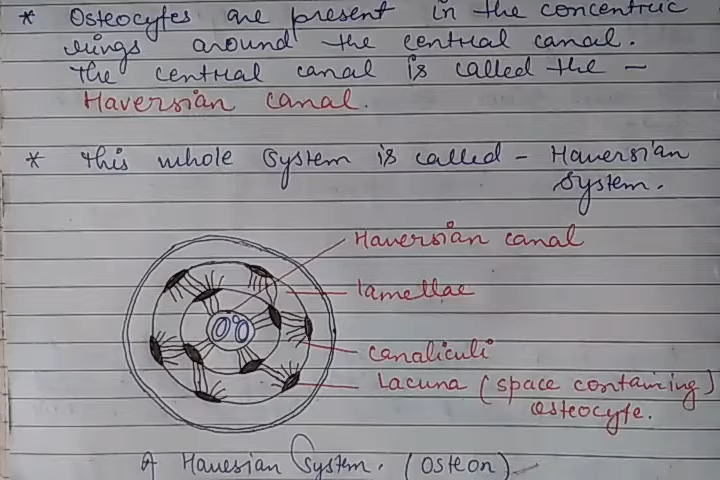 * Osteocytes are present in the concentric
rings around the central canal.
The central canal is called the -
Haversian canal.
* This whole system is called - Haversian
System.
Haversian canal
lamellae
canaliculi
Lacuna (space containing)
osteocyte.
A Havesian System. (Osteon)